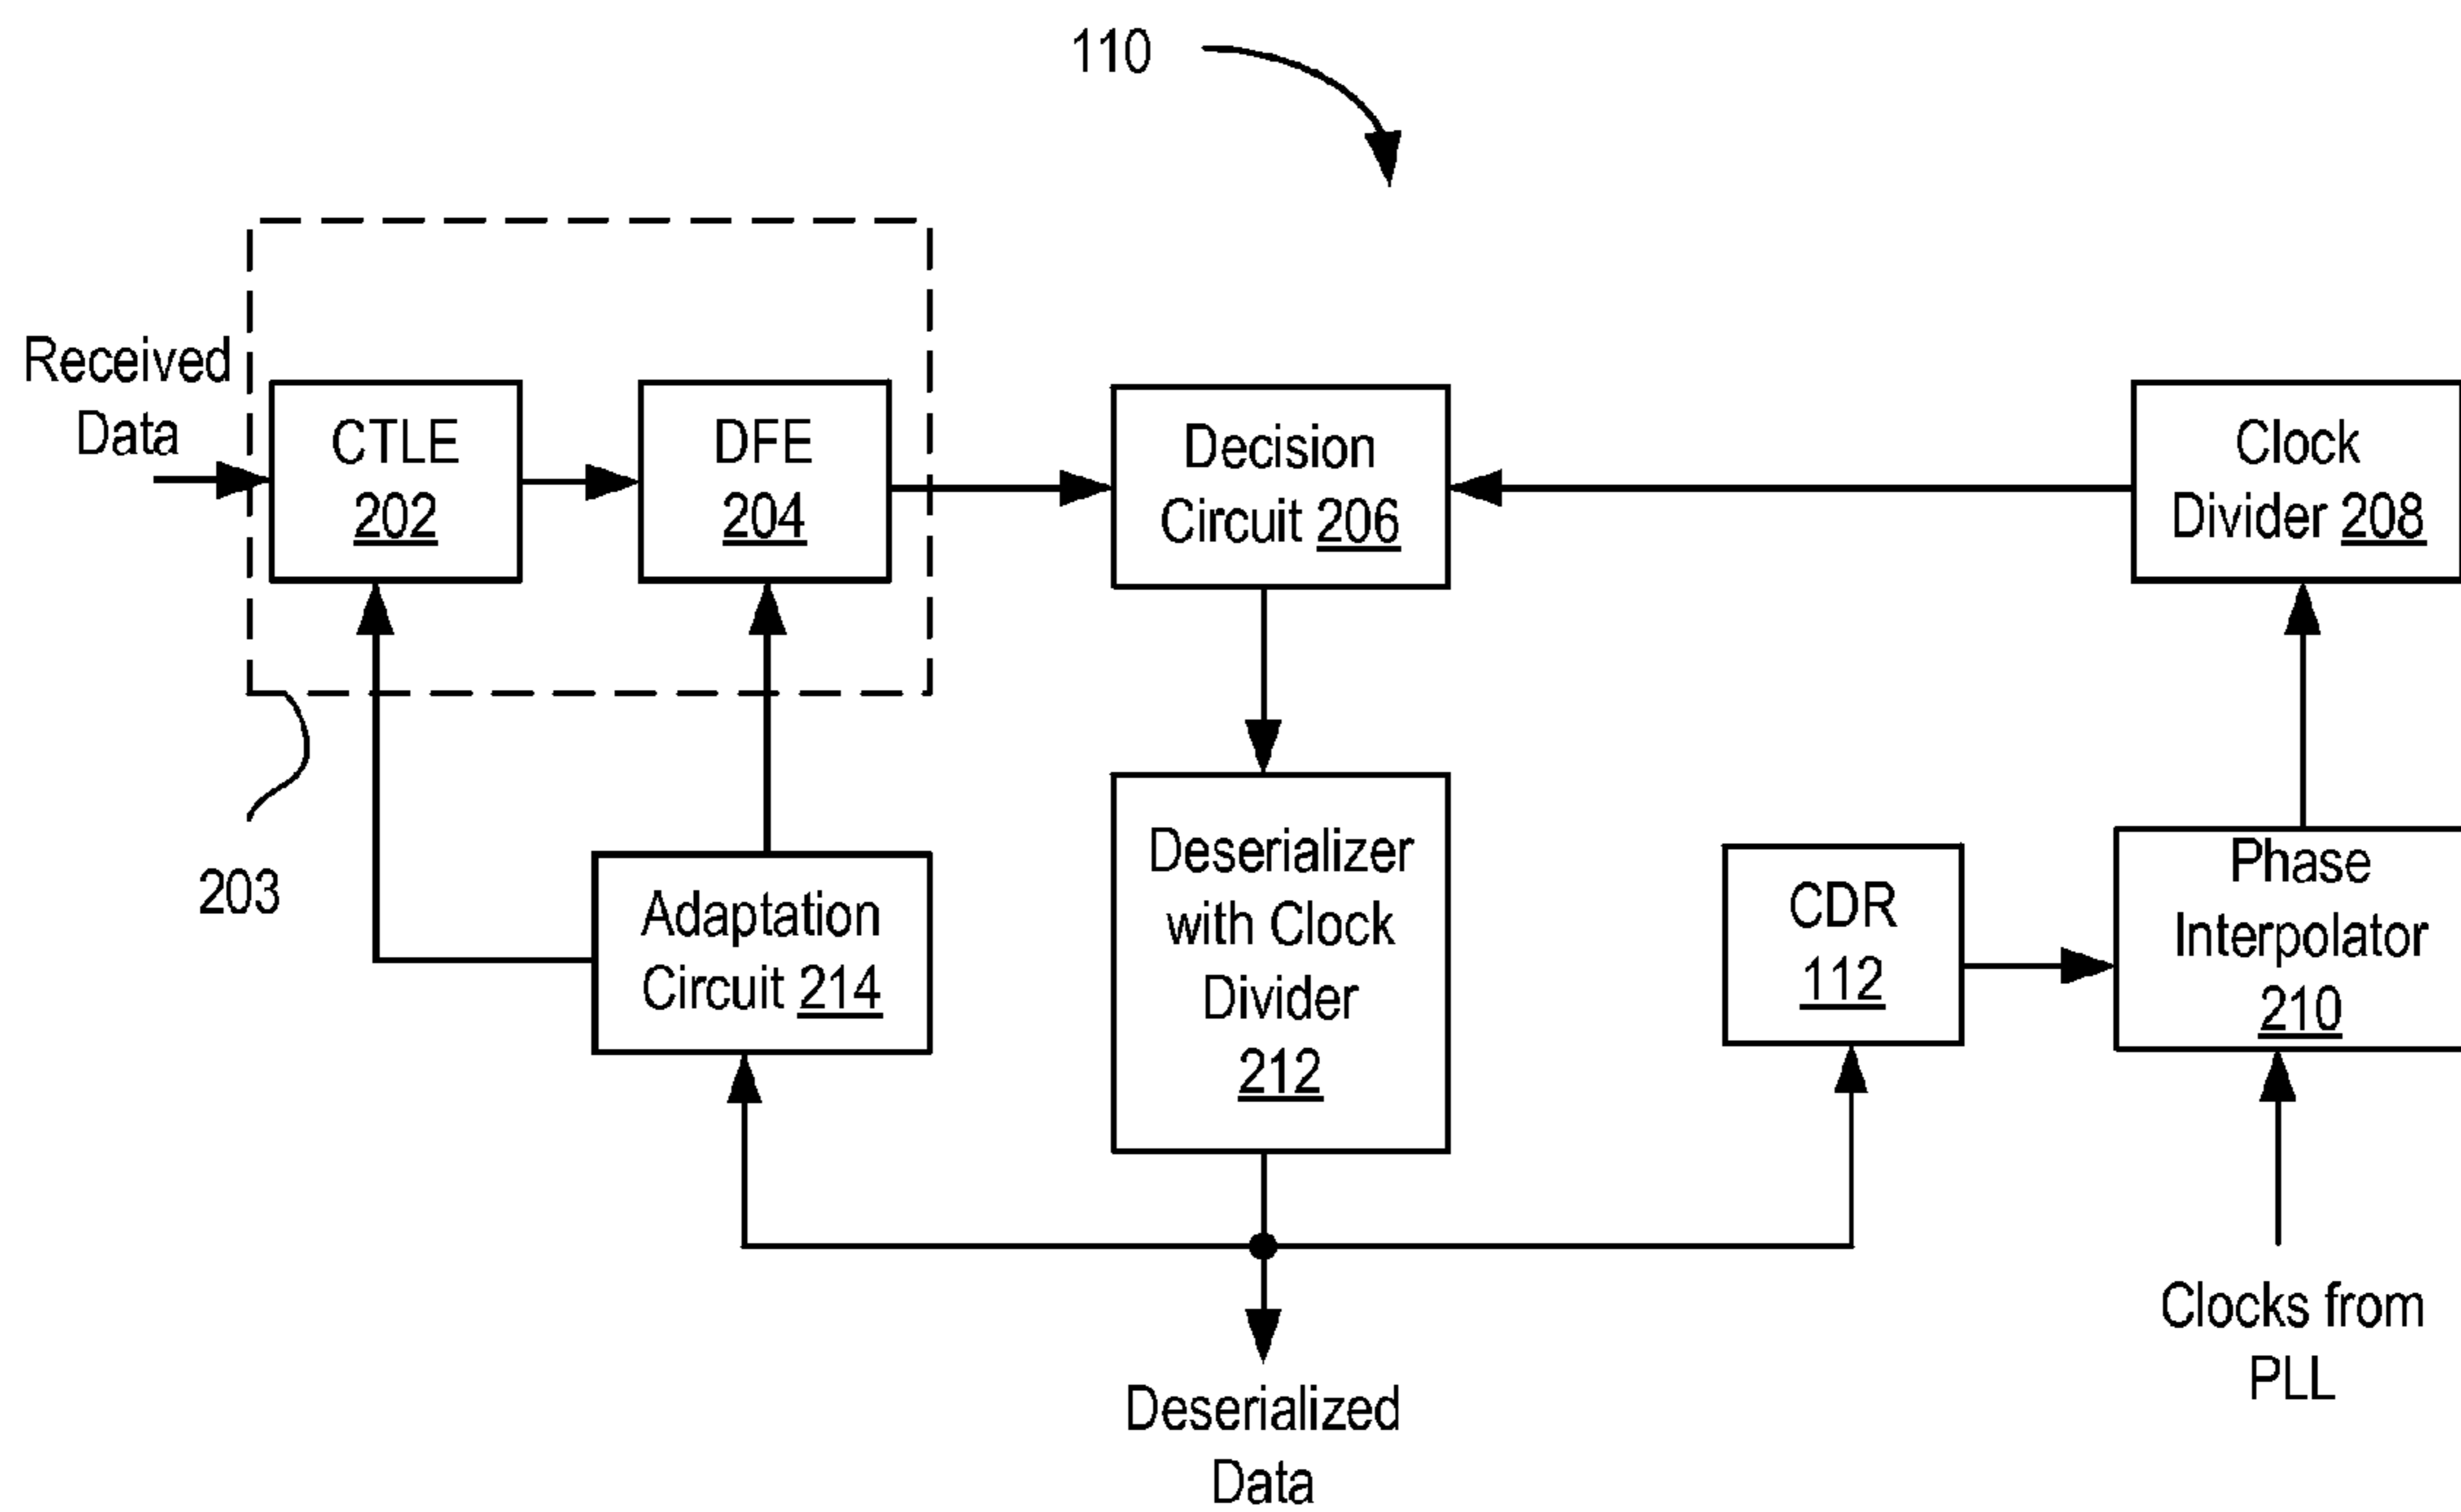 110
Received
Data
CTLE
202
DFE
204
Decision
Circuit 206
Clock
Divider 208
203
Adaptation
Circuit 214
Deserializer
with Clock
Divider
212
CDR
112
Phase
Interpolator
210
Clocks from
PLL
Deserialized
Data